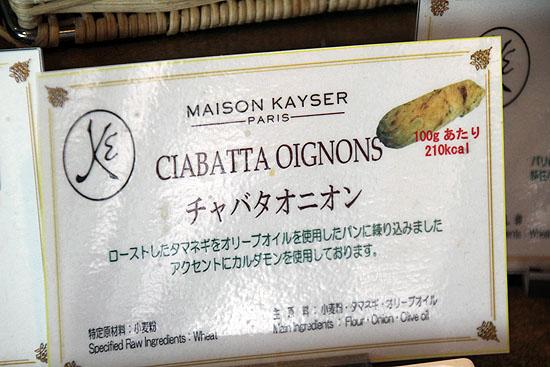 MAISON KAYSER
PARIS
KE
CIABATTA OIGNONS
100g あたり
210kcal
チャバタオニオン
ローストしたタマネギをオリーブオイルを使用したパンに練り込みました
アクセントにカルダモンを使用しております。
特定原材料：小麦粉
Specified Raw Ingredients : Wheat
主原料：小麦粉・タマネギ・オリーブオイル
Main Ingredients : Flour・Onion・Olive oil